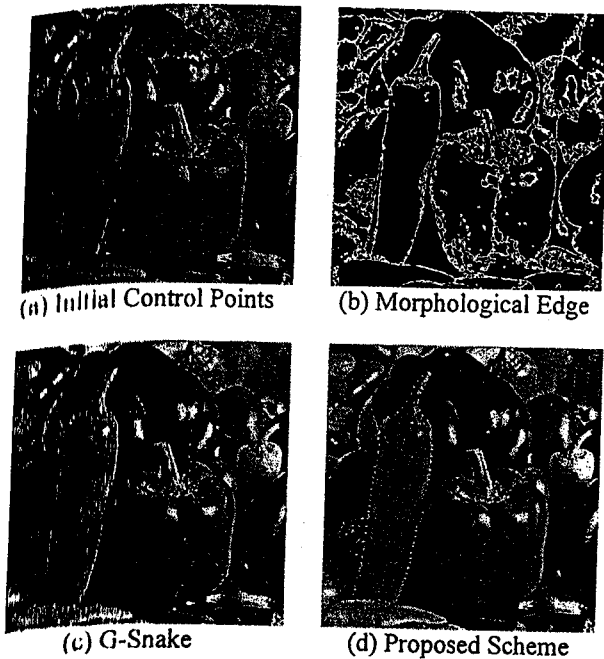 (a) Initial Control Points
(b) Morphological Edge
(c) G-Snake
(d) Proposed Scheme